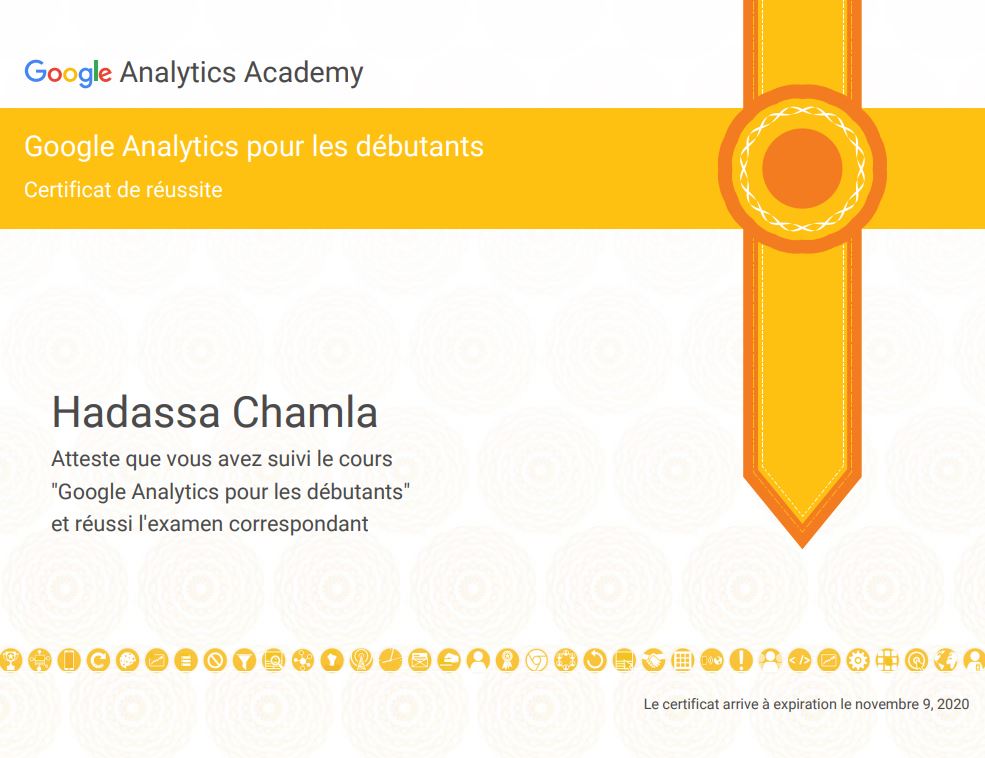 Google Analytics Academy
Google Analytics pour les débutants
Certificat de réussite
Hadassa Chamla
Atteste que vous avez suivi le cours
"Google Analytics pour les débutants"
et réussi l'examen correspondant
Le certificat arrive à expiration le novembre 9, 2020